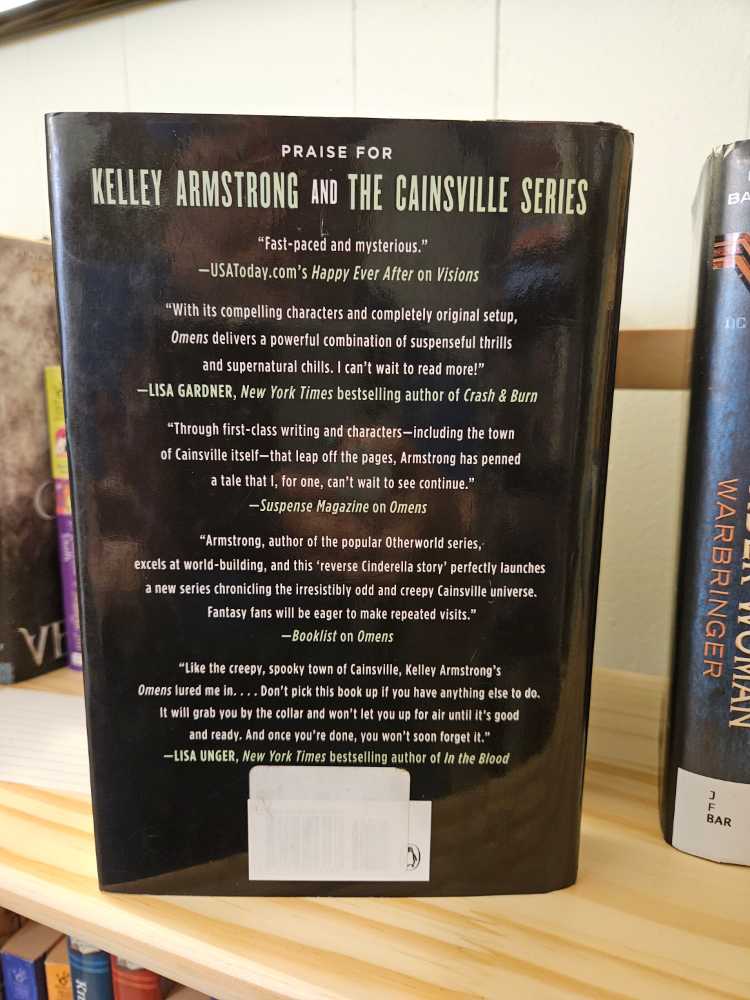 PRAISE FOR
KELLEY ARMSTRONG AND THE CAINSVILLE SERIES
“Fast-paced and mysterious.”
—USAToday.com’s Happy Ever After on Visions
“With its compelling characters and completely original setup,
Omens delivers a powerful combination of suspenseful thrills
and supernatural chills. I can’t wait to read more!”
—LISA GARDNER, New York Times bestselling author of Crash & Burn
“Through first-class writing and characters—including the town
of Cainsville itself—that leap off the pages, Armstrong has penned
a tale that I, for one, can’t wait to see continue.”
—Suspense Magazine on Omens
“Armstrong, author of the popular Otherworld series,
excels at world-building, and this ‘reverse Cinderella story’ perfectly launches
a new series chronicling the irresistibly odd and creepy Cainsville universe.
Fantasy fans will be eager to make repeated visits.”
—Booklist on Omens
“Like the creepy, spooky town of Cainsville, Kelley Armstrong’s
Omens lured me in. . . . Don’t pick this book up if you have anything else to do.
It will grab you by the collar and won’t let you up for air until it’s good
and ready. And once you’re done, you won’t soon forget it.”
—LISA UNGER, New York Times bestselling author of In the Blood
BA
DC
WOMAN
WARBRINGER
J
F
BAR
VE